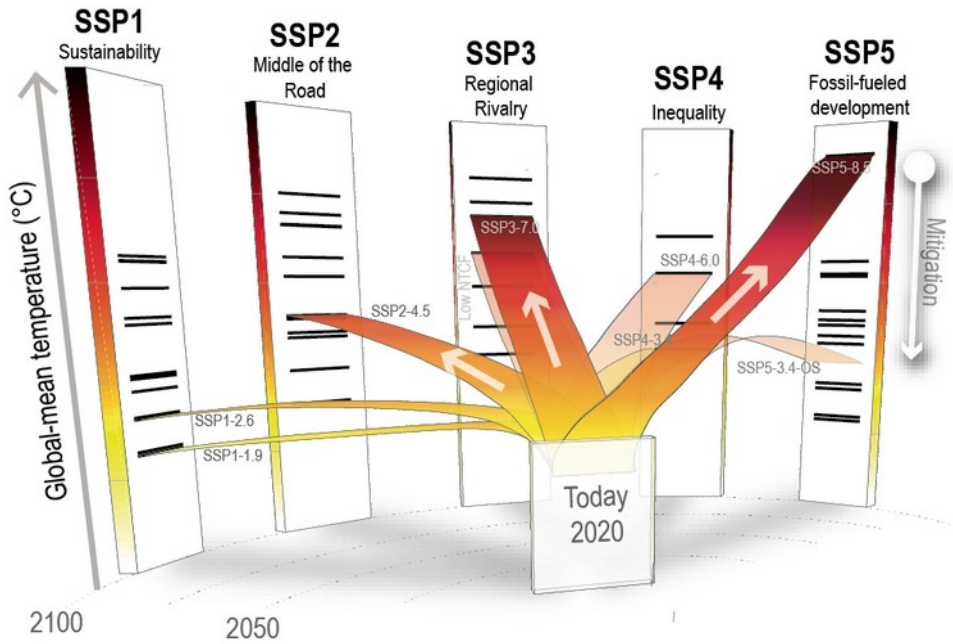 SSP1
Sustainability
SSP2
Middle of the
Road
SSP3
Regional
Rivalry
SSP4
Inequality
SSP5
Fossil-fueled
development
Global-mean temperature (°C)
SSP5-8.5
SSP3-7.0
Low NTCF
SSP4-6.0
SSP2-4.5
SSP4-3.4
SSP5-3.4-OS
SSP1-2.6
SSP1-1.9
Mitigation
Today
2020
2100
2050